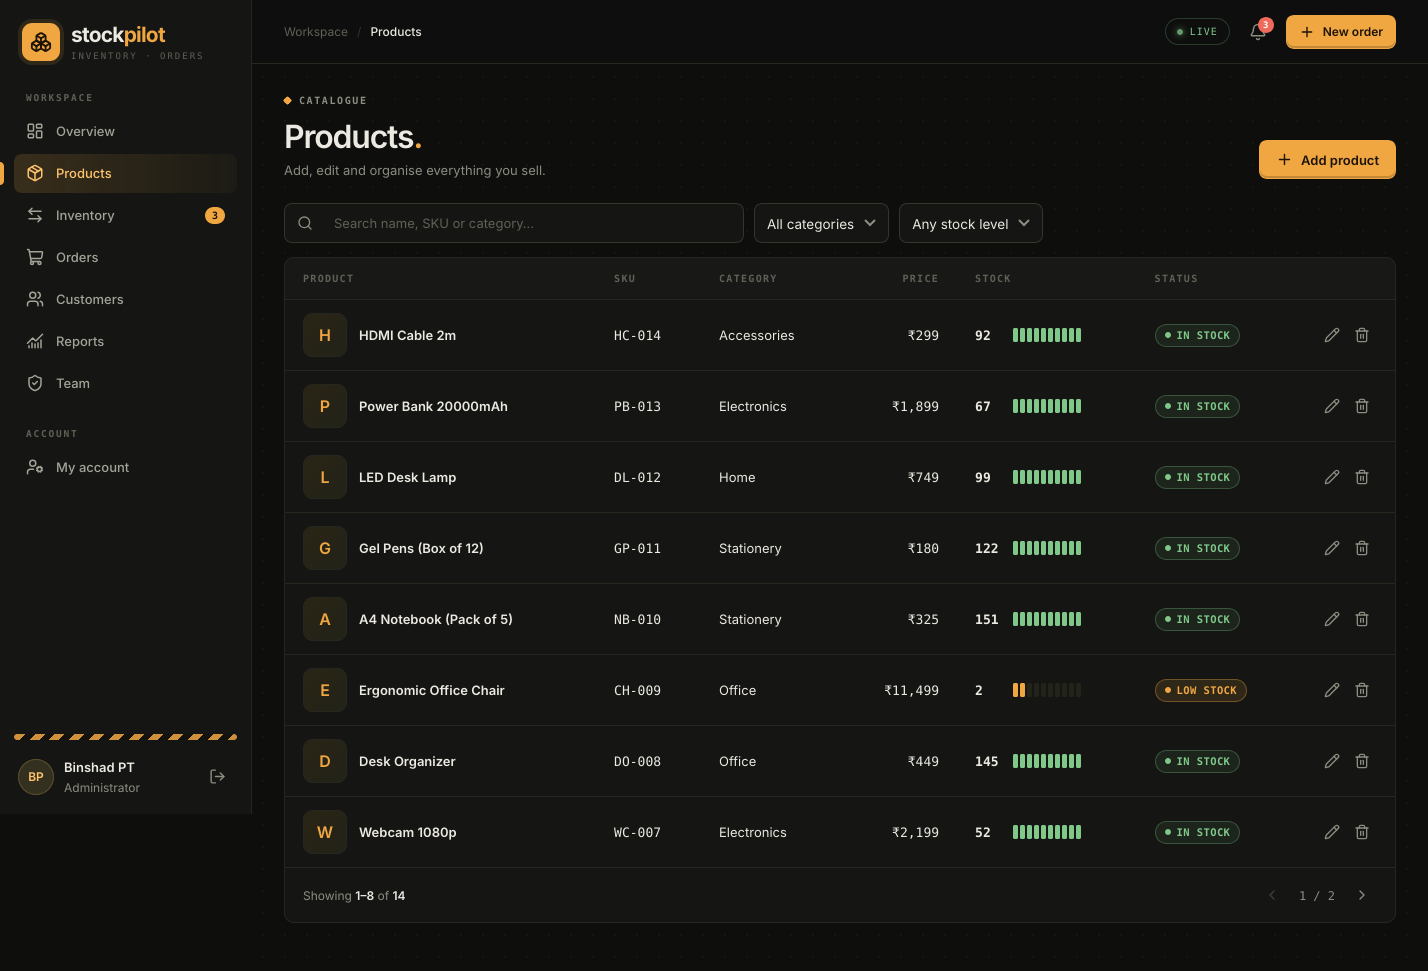 stockpilot
INVENTORY · ORDERS
WORKSPACE
Overview
Products
Inventory 3
Orders
Customers
Reports
Team
ACCOUNT
My account
BP
Binshad PT
Administrator
Workspace / Products
LIVE
3
+ New order
CATALOGUE
Products.
Add, edit and organise everything you sell.
+ Add product
Search name, SKU or category...
All categories
Any stock level
PRODUCT SKU CATEGORY PRICE STOCK STATUS
H HDMI Cable 2m HC-014 Accessories ₹299 92 IN STOCK
P Power Bank 20000mAh PB-013 Electronics ₹1,899 67 IN STOCK
L LED Desk Lamp DL-012 Home ₹749 99 IN STOCK
G Gel Pens (Box of 12) GP-011 Stationery ₹180 122 IN STOCK
A A4 Notebook (Pack of 5) NB-010 Stationery ₹325 151 IN STOCK
E Ergonomic Office Chair CH-009 Office ₹11,499 2 LOW STOCK
D Desk Organizer DO-008 Office ₹449 145 IN STOCK
W Webcam 1080p WC-007 Electronics ₹2,199 52 IN STOCK
Showing 1–8 of 14
1 / 2